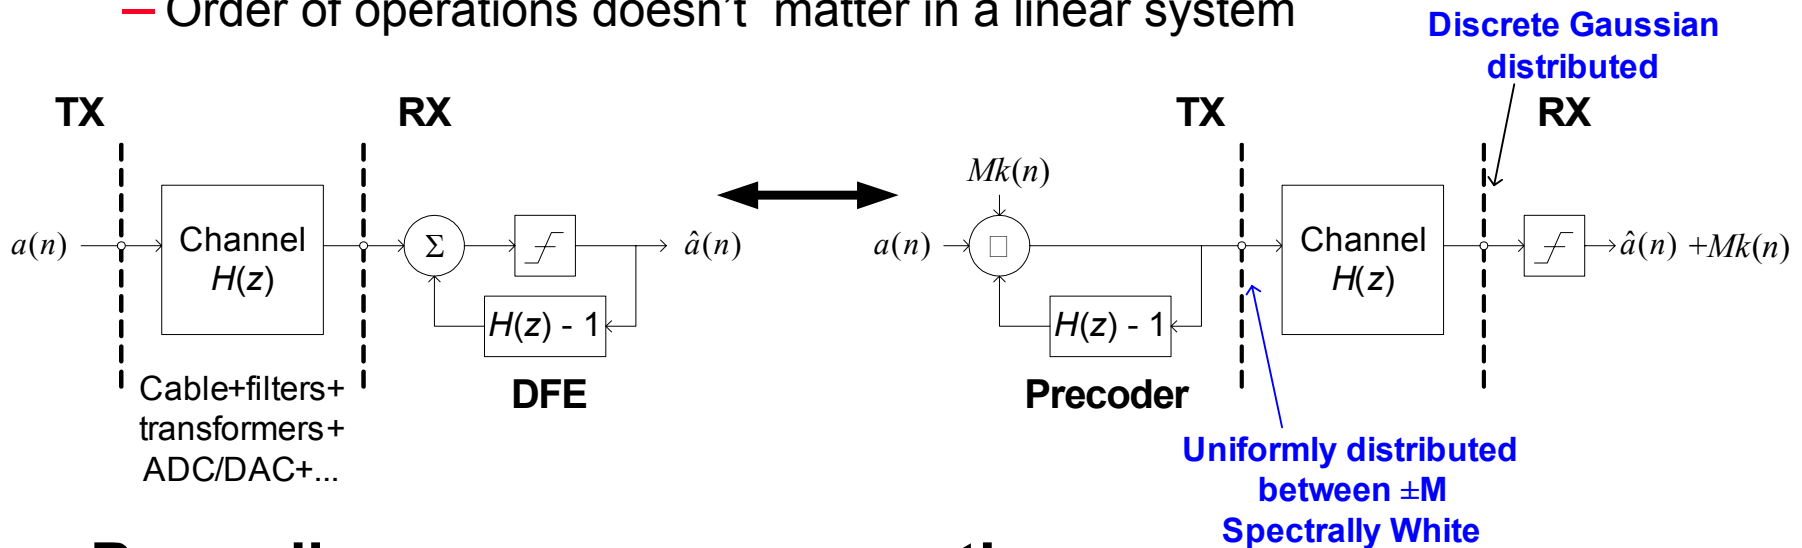 — Order of operations doesn't matter in a linear system
Discrete Gaussian
distributed
TX
RX
a(n)
Channel
H(z)
Σ
â(n)
H(z) - 1
DFE
Cable+filters+
transformers+
ADC/DAC+...
TX
RX
Mk(n)
a(n)
□
H(z) - 1
Precoder
Channel
H(z)
â(n) +Mk(n)
Uniformly distributed
between ±M
Spectrally White